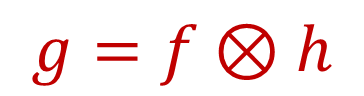 g = f ⊗ h